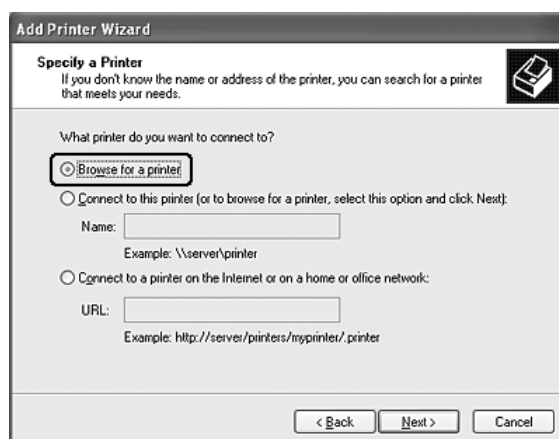 Add Printer Wizard
Specify a Printer
If you don't know the name or address of the printer, you can search for a printer
that meets your needs.
What printer do you want to connect to?
Browse for a printer
Connect to this printer (or to browse for a printer, select this option and click Next):
Name:
Example: \\server\printer
Connect to a printer on the Internet or on a home or office network:
URL:
Example: http://server/printers/myprinter/.printer
< Back Next > Cancel